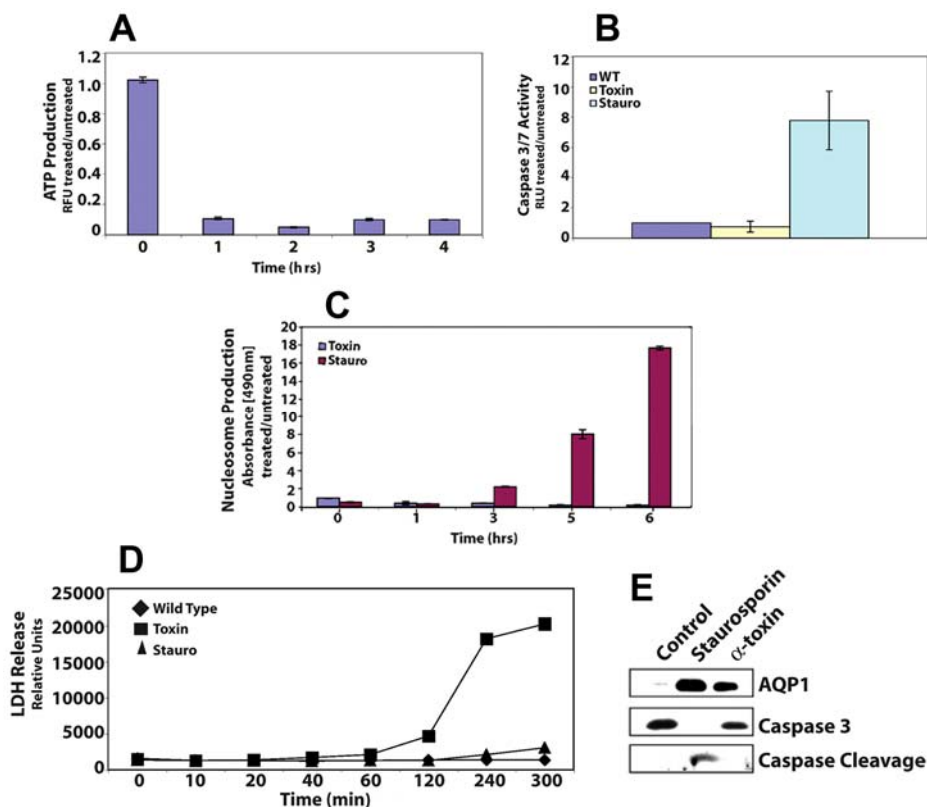 A
ATP Production
RFU treated/untreated
1.2
1.0
0.8
0.6
0.4
0.2
0
0 1 2 3 4
Time (hrs)
B
Caspase 3/7 Activity
RLU treated/untreated
12
10
8
6
4
2
0
WT
Toxin
Stauro
C
Nucleosome Production
Absorbance [490nm]
treated/untreated
20
18
16
14
12
10
8
6
4
2
0
Toxin
Stauro
0 1 3 5 6
Time (hrs)
D
LDH Release
Relative Units
25000
20000
15000
10000
5000
0
Wild Type
Toxin
Stauro
0 10 20 40 60 120 240 300
Time (min)
E
Control
Staurosporin
α-toxin
AQP1
Caspase 3
Caspase Cleavage